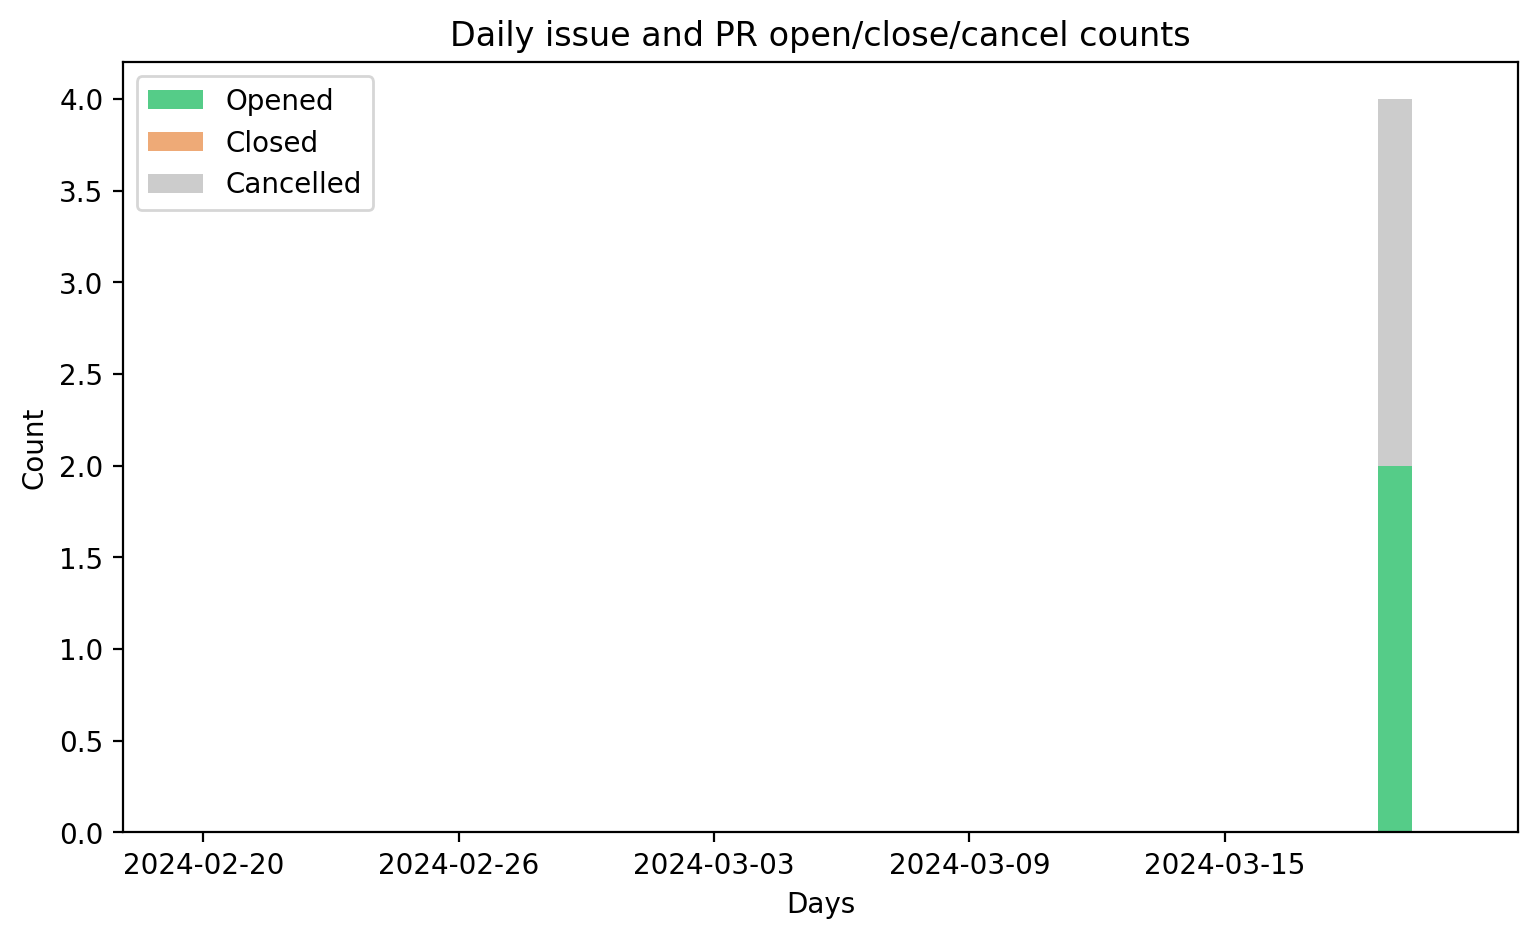 Daily issue and PR open/close/cancel counts
Opened
Closed
Cancelled
4.0
3.5
3.0
2.5
2.0
1.5
1.0
0.5
0.0
Count
2024-02-20 2024-02-26 2024-03-03 2024-03-09 2024-03-15
Days